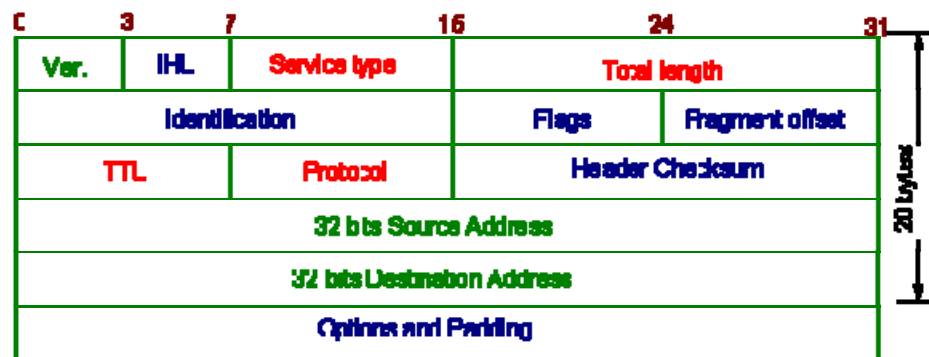 0 3 7 16 24 31
Ver. IHL Service type Total length
Identification Flags Fragment offset
TTL Protocol Header Checksum
32 bits Source Address
32 bits Destination Address
Options and Padding
20 bytes